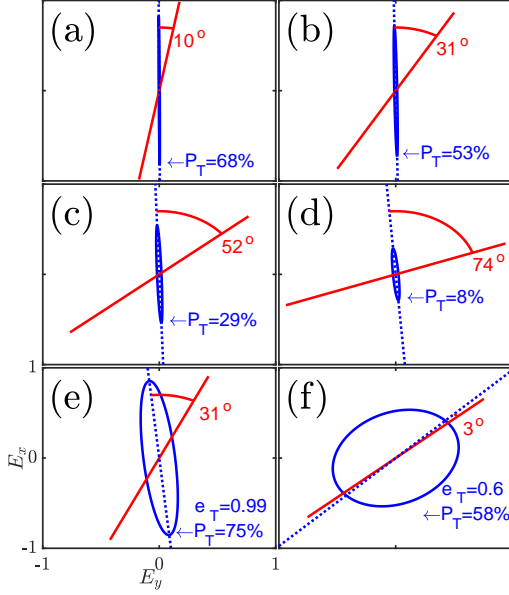 (a)
10°
←P_T=68%
(b)
31°
←P_T=53%
(c)
52°
←P_T=29%
(d)
74°
←P_T=8%
1
(e)
31°
E_x
0
e_T=0.99
←P_T=75%
-1
-1
0
1
E_y
(f)
3°
e_T=0.6
←P_T=58%